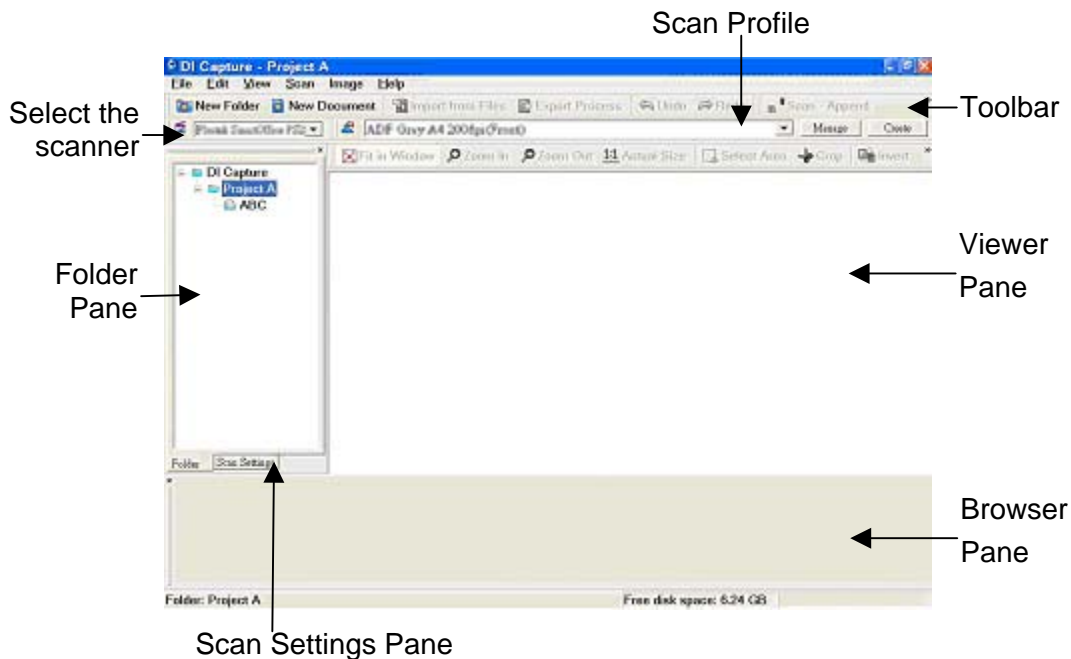 Scan Profile
DI Capture - Project A
File Edit View Scan Image Help
New Folder New Document Import from Files Export Process Undo Redo Scan - Append
Toolbar
Select the
scanner
ADF Gray A4 200dpi(Front)
Manage Create
Fit in Window Zoom In Zoom Out 1:1 Actual Size Select Area Crop Invert
DI Capture
Project A
ABC
Folder
Pane
Viewer
Pane
Folder Scan Settings
Browser
Pane
Folder: Project A Free disk space: 6.24 GB
Scan Settings Pane